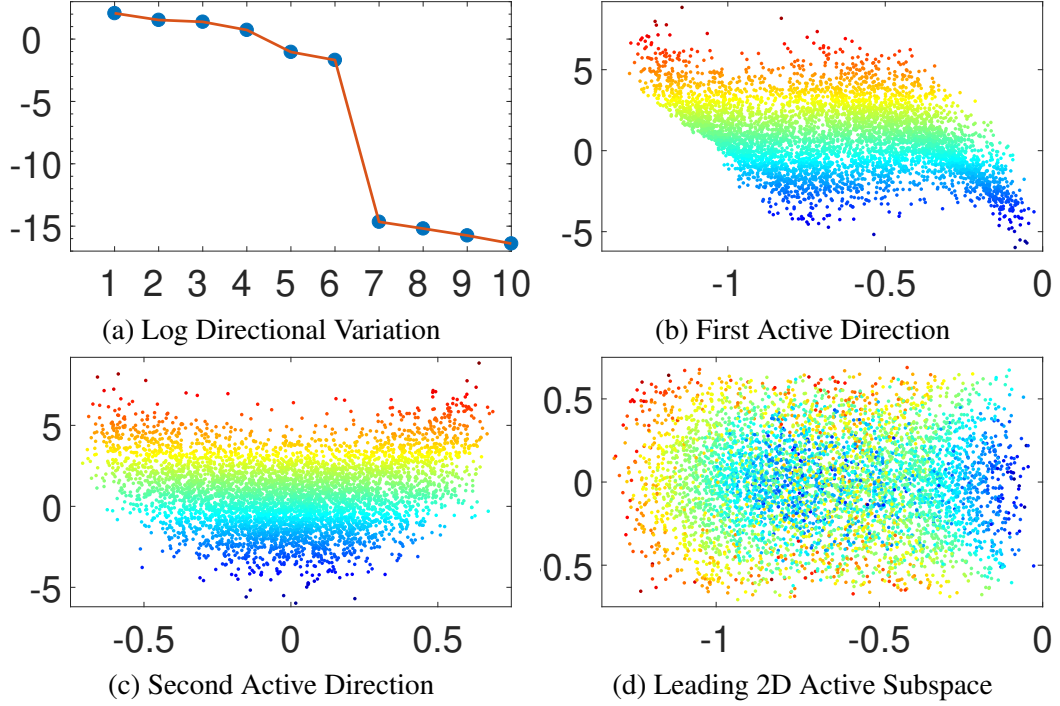 0
-5
-10
-15
1 2 3 4 5 6 7 8 9 10
(a) Log Directional Variation
5
0
-5
-1 -0.5 0
(b) First Active Direction
5
0
-5
-0.5 0 0.5
(c) Second Active Direction
0.5
0
0.5
-1 -0.5 0
(d) Leading 2D Active Subspace